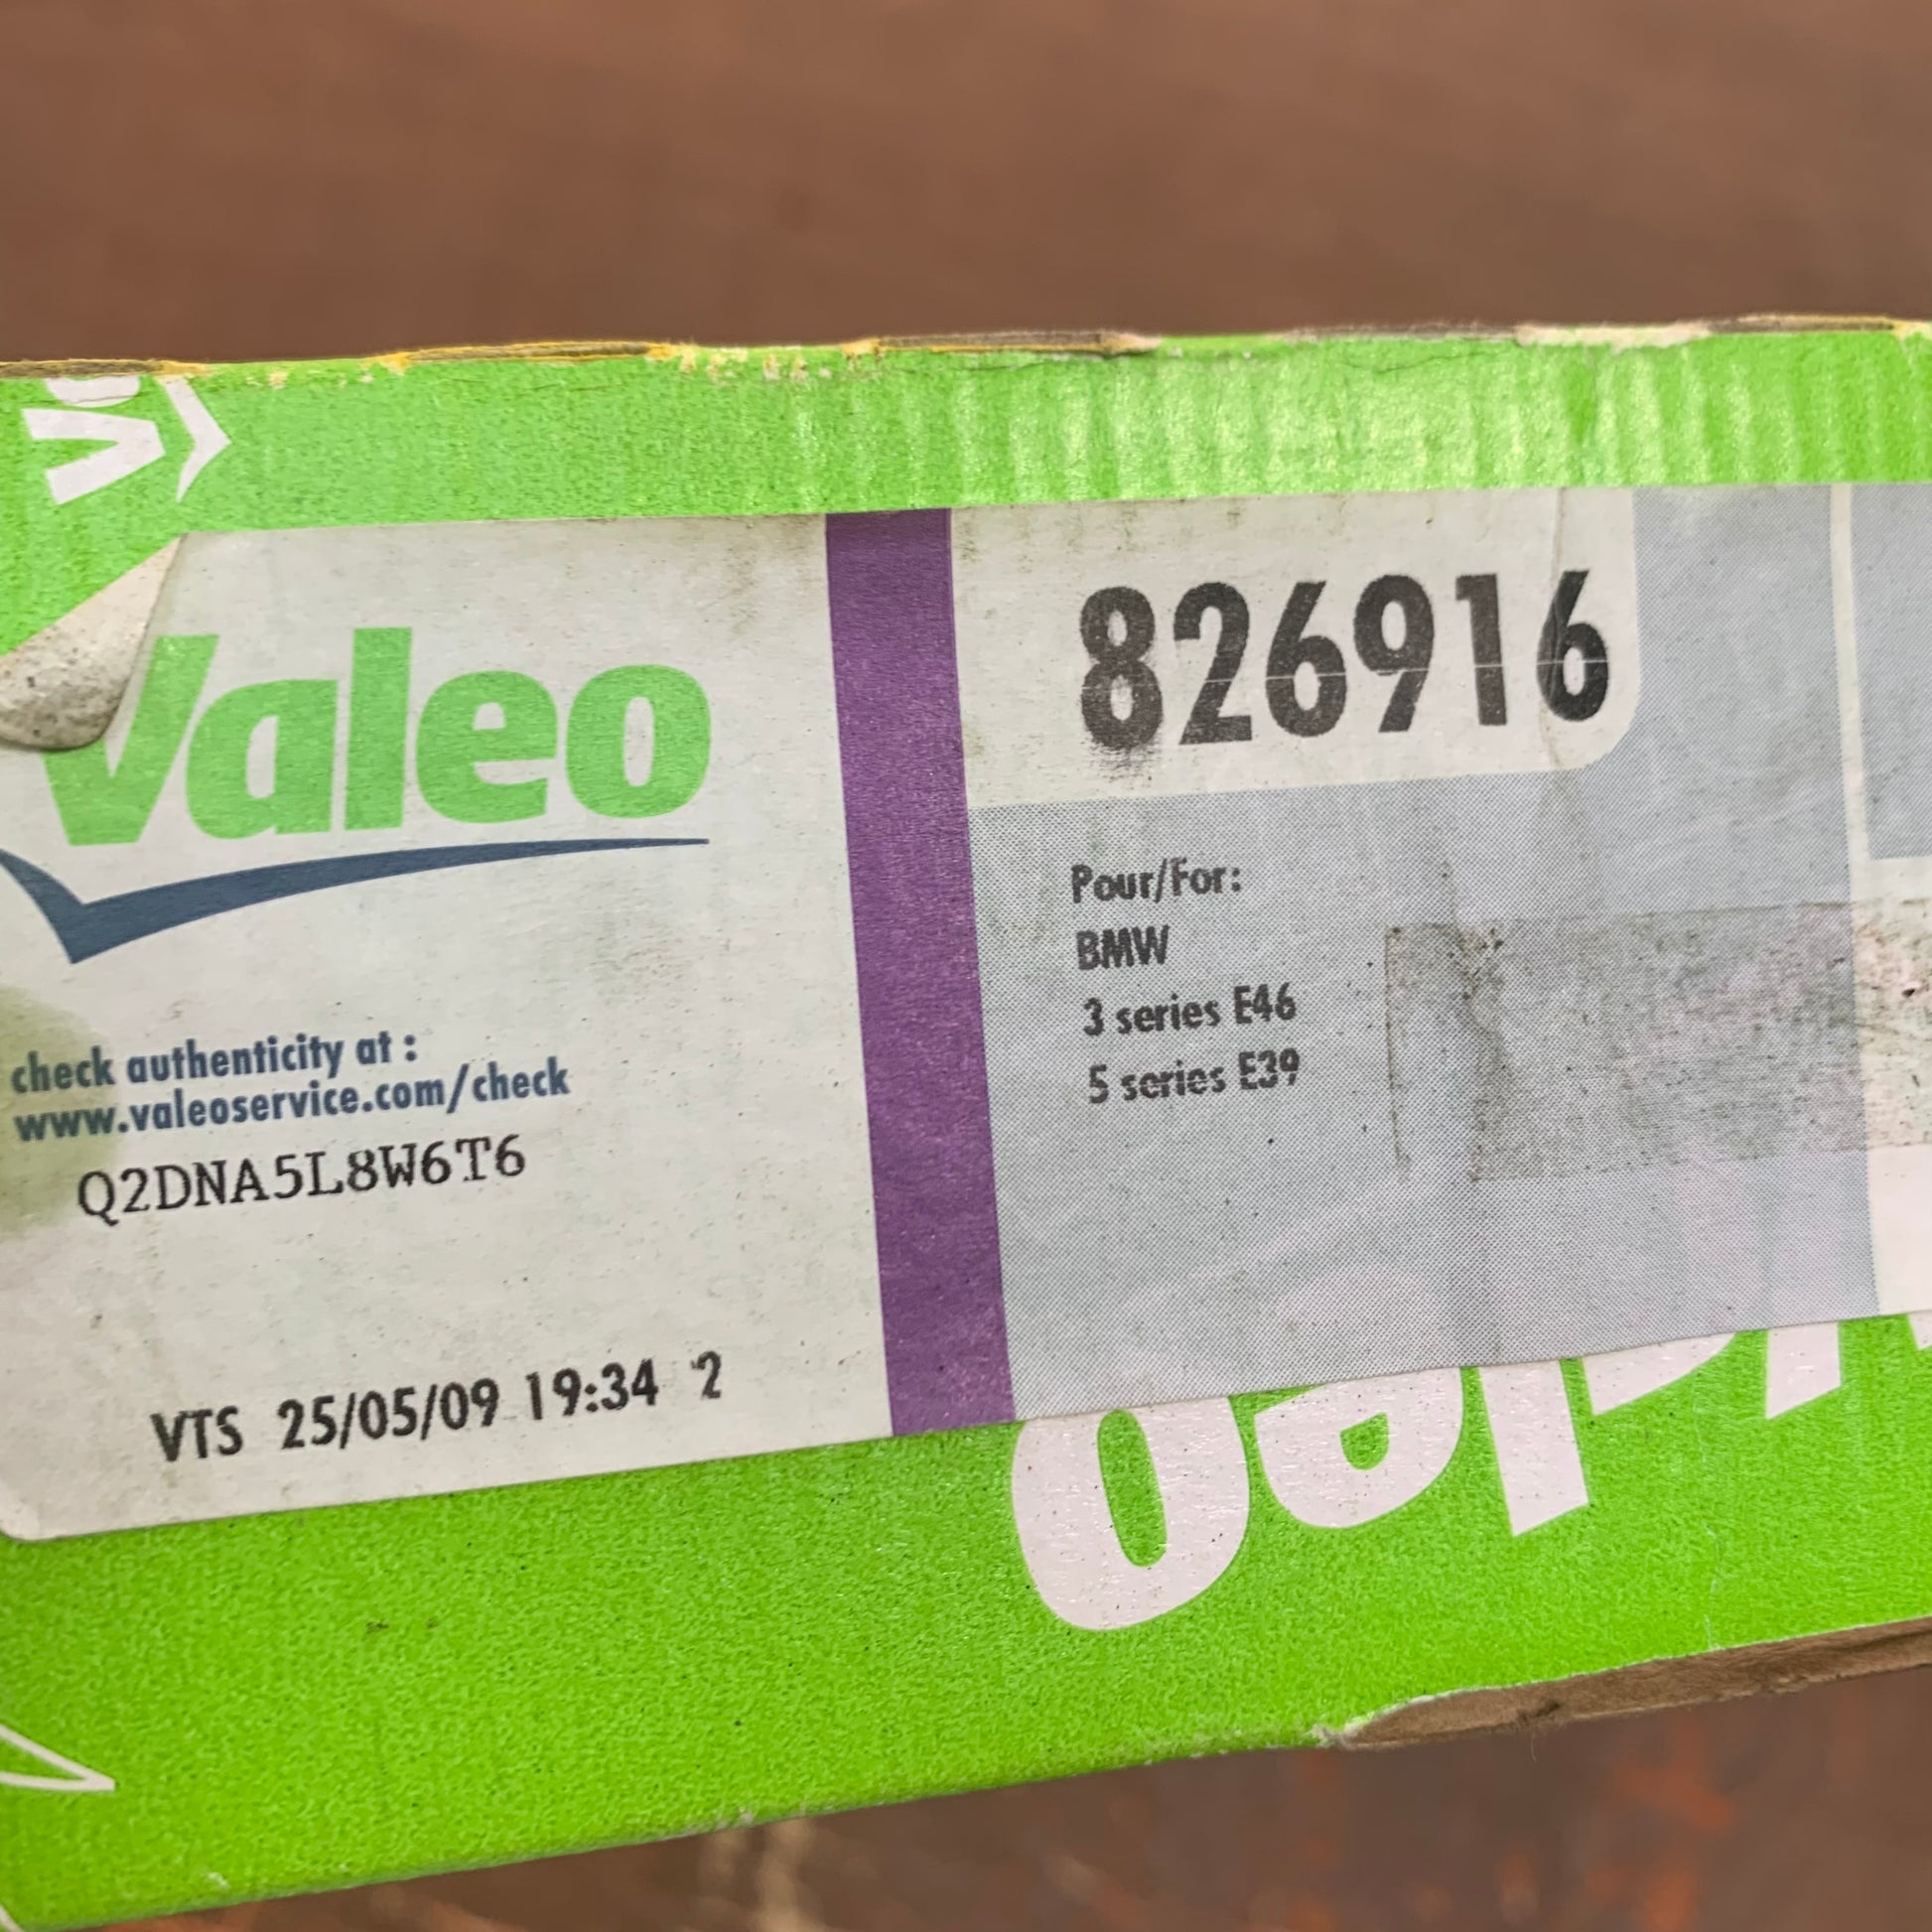 Valeo
check authenticity at :
www.valeoservice.com/check
Q2DNA5L8W6T6
VTS 25/05/09 19:34 2
826916
Pour/For:
BMW
3 series E46
5 series E39
Valeo